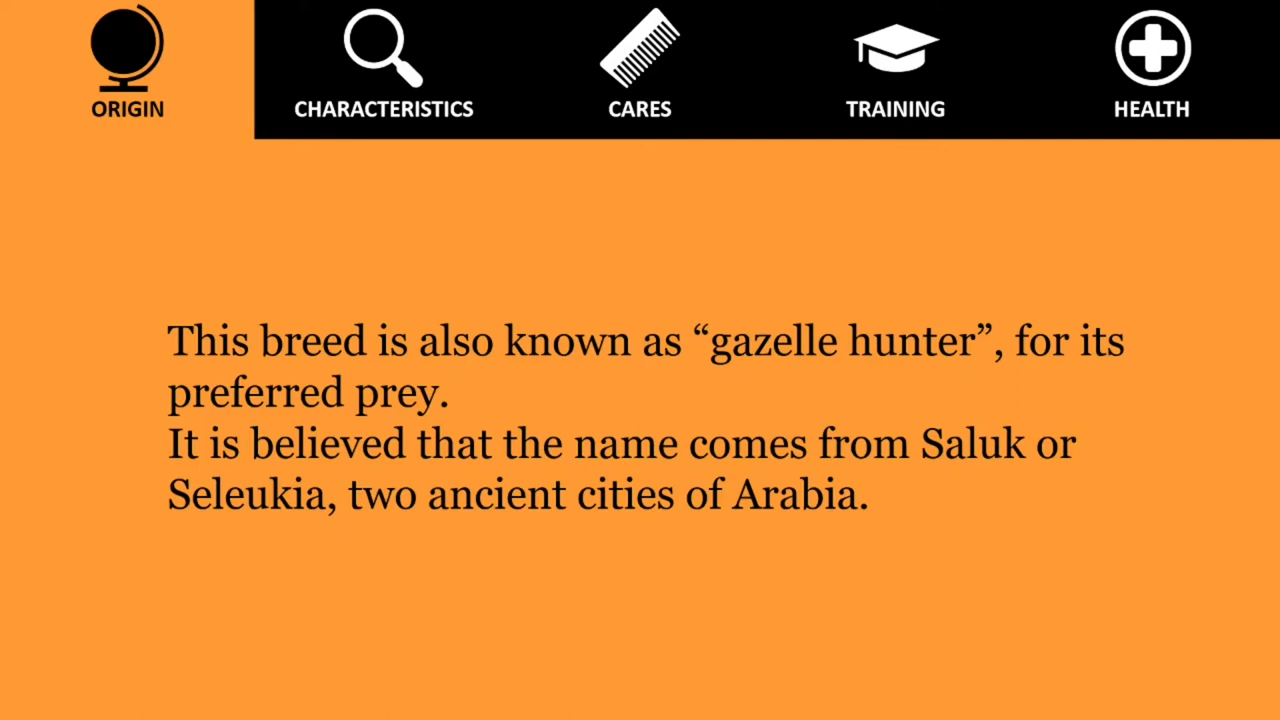 ORIGIN
CHARACTERISTICS
CARES
TRAINING
HEALTH
This breed is also known as “gazelle hunter”, for its
preferred prey.
It is believed that the name comes from Saluk or
Seleukia, two ancient cities of Arabia.